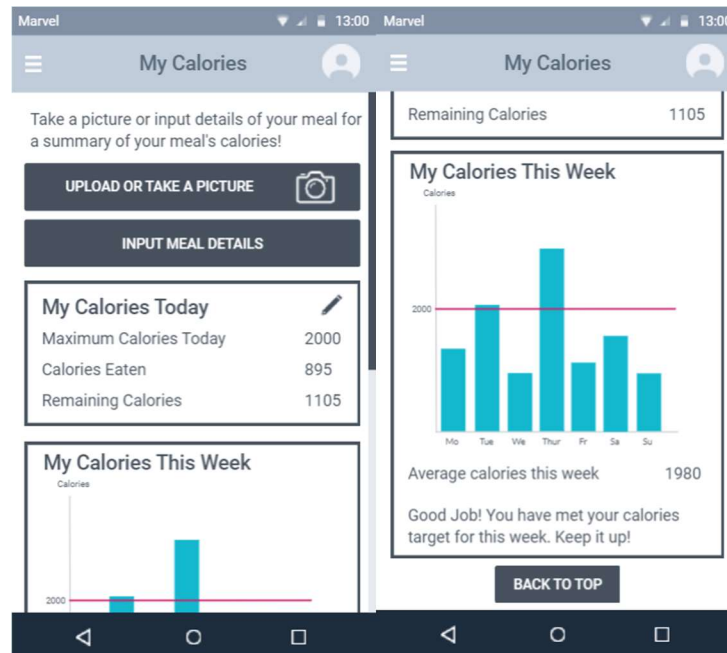 Marvel
13:00
My Calories
Take a picture or input details of your meal for
a summary of your meal's calories!
UPLOAD OR TAKE A PICTURE
INPUT MEAL DETAILS
My Calories Today
Maximum Calories Today 2000
Calories Eaten 895
Remaining Calories 1105
My Calories This Week
Calories
2000
Marvel
13:00
My Calories
Remaining Calories 1105
My Calories This Week
Calories
2000
Mo Tue We Thur Fr Sa Su
Average calories this week 1980
Good Job! You have met your calories
target for this week. Keep it up!
BACK TO TOP